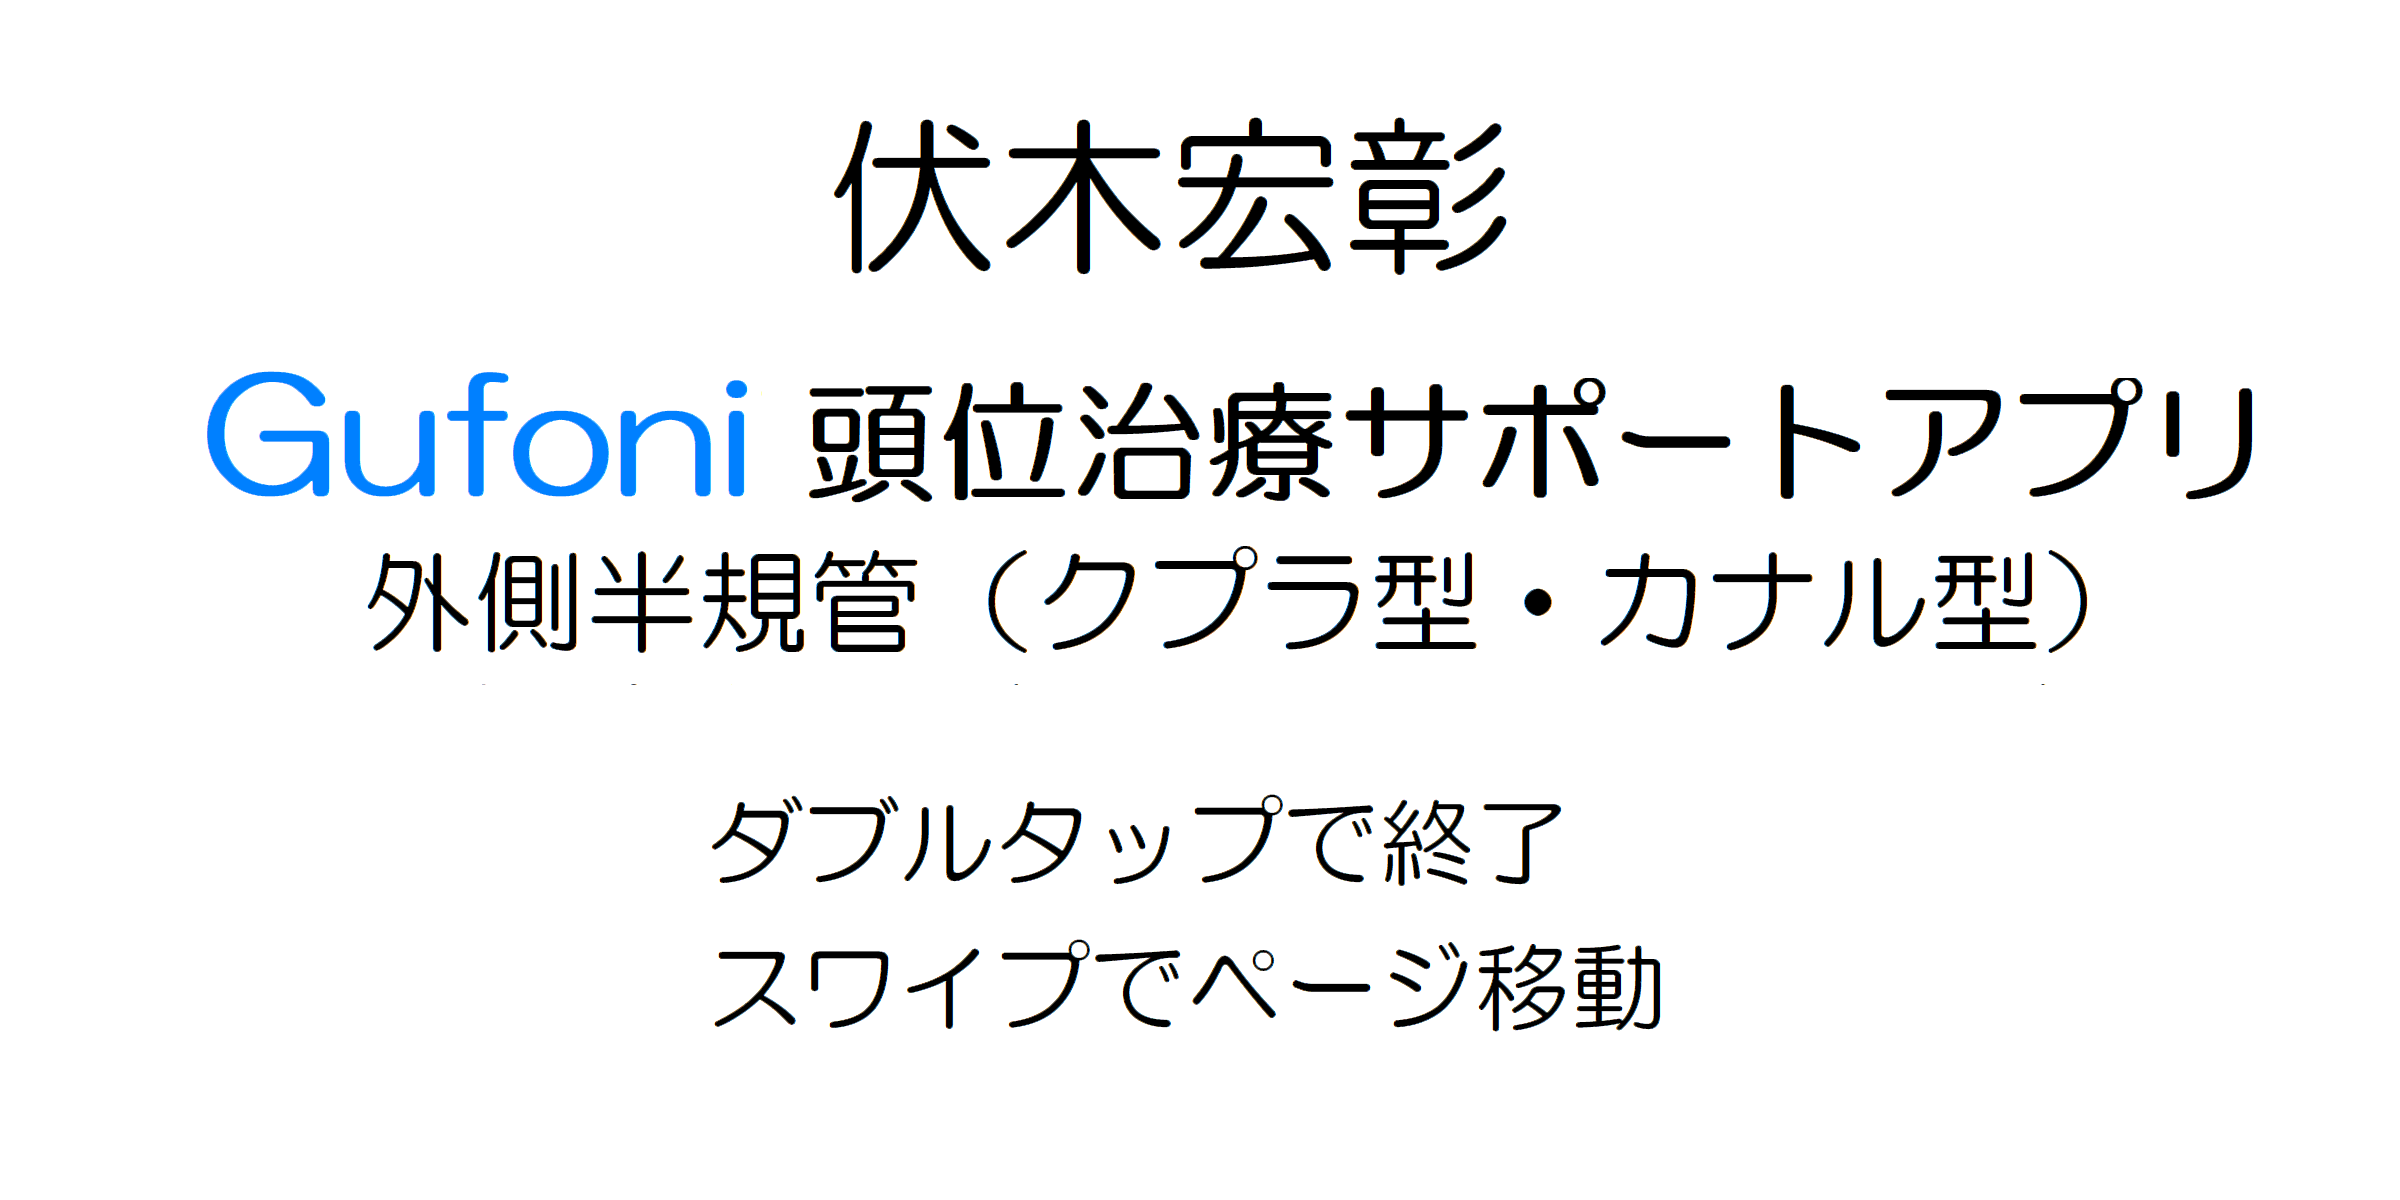 伏木宏彰
Gufoni 頭位治療サポートアプリ
外側半規管（クプラ型・カナル型）
ダブルタップで終了
スワイプでページ移動